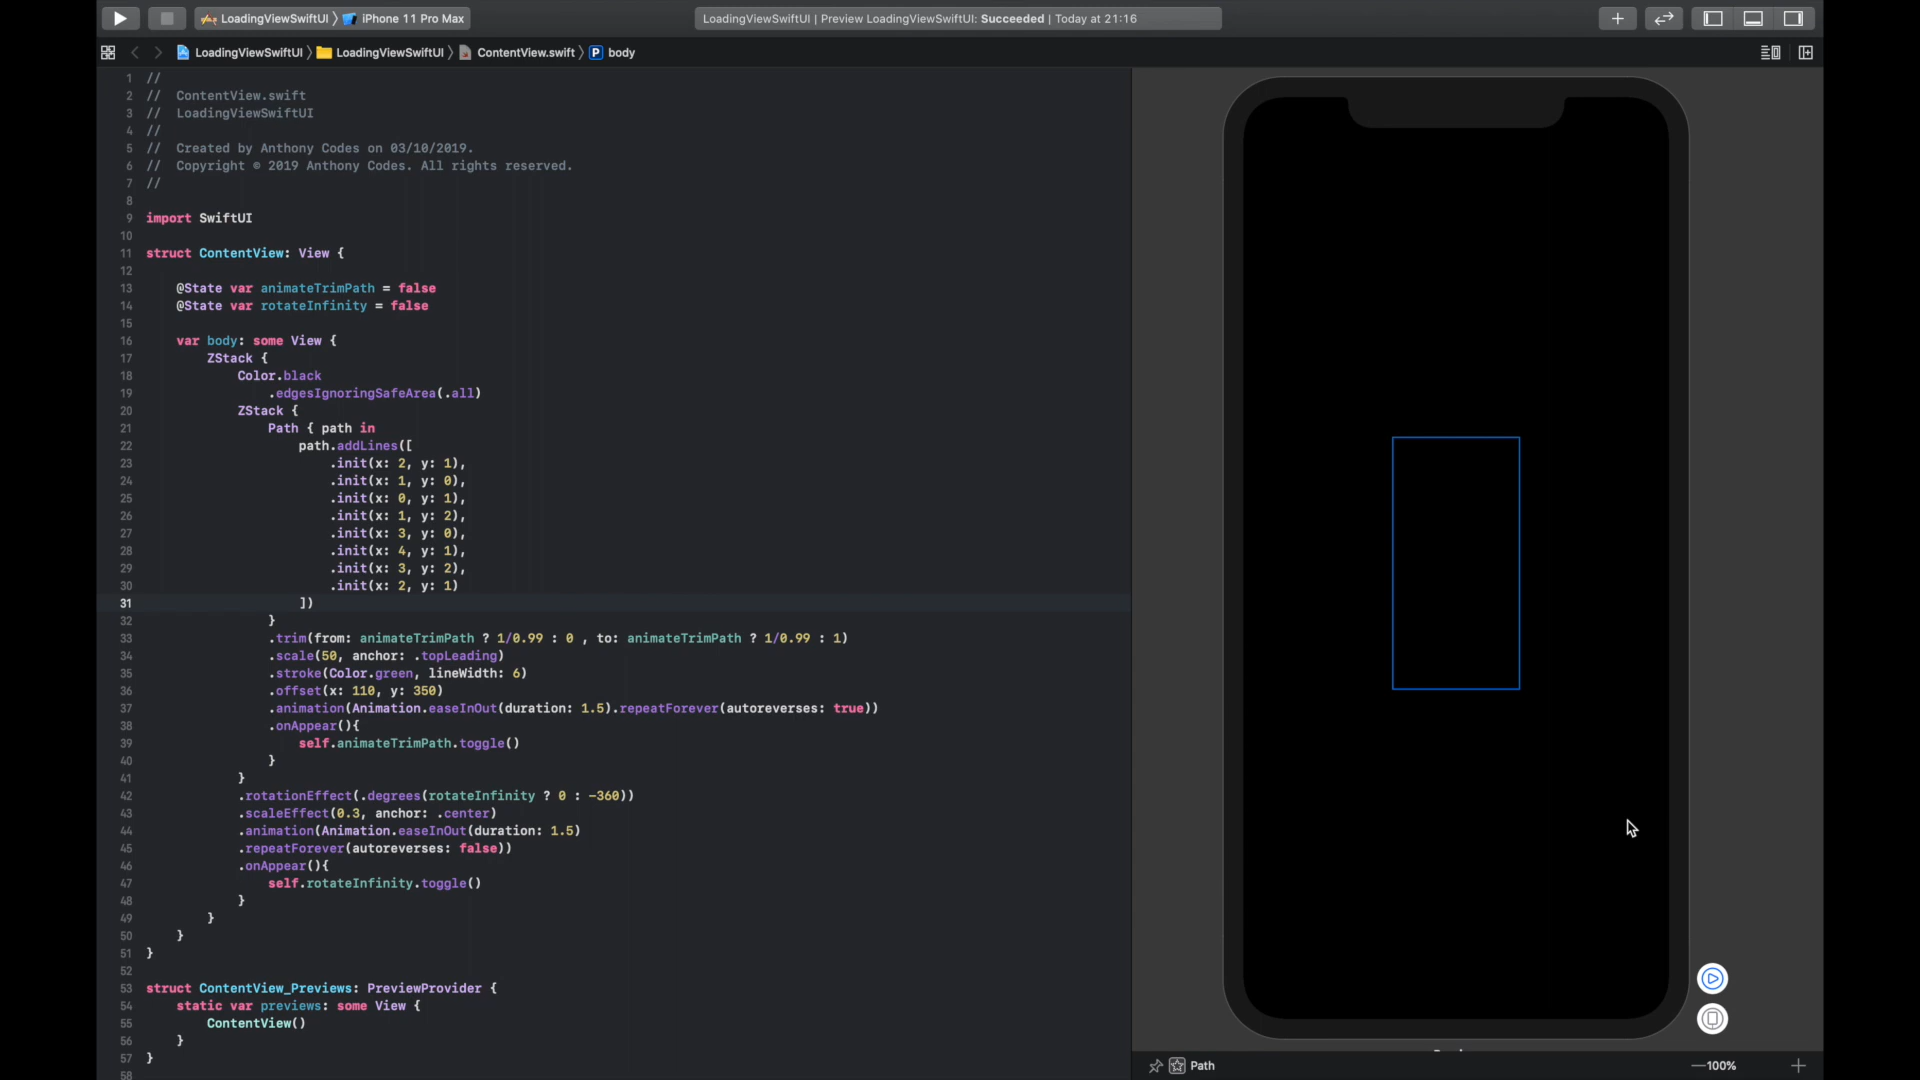 LoadingViewSwiftUI 〉 iPhone 11 Pro Max
LoadingViewSwiftUI | Preview LoadingViewSwiftUI: Succeeded | Today at 21:16
LoadingViewSwiftUI 〉 LoadingViewSwiftUI 〉 ContentView.swift 〉 P body
1 //
2 //  ContentView.swift
3 //  LoadingViewSwiftUI
4 //
5 //  Created by Anthony Codes on 03/10/2019.
6 //  Copyright © 2019 Anthony Codes. All rights reserved.
7 //
8
9 import SwiftUI
10
11 struct ContentView: View {
12
13     @State var animateTrimPath = false
14     @State var rotateInfinity = false
15
16     var body: some View {
17         ZStack {
18             Color.black
19                 .edgesIgnoringSafeArea(.all)
20             ZStack {
21                 Path { path in
22                     path.addLines([
23                         .init(x: 2, y: 1),
24                         .init(x: 1, y: 0),
25                         .init(x: 0, y: 1),
26                         .init(x: 1, y: 2),
27                         .init(x: 3, y: 0),
28                         .init(x: 4, y: 1),
29                         .init(x: 3, y: 2),
30                         .init(x: 2, y: 1)
31                     ])
32                 }
33                 .trim(from: animateTrimPath ? 1/0.99 : 0 , to: animateTrimPath ? 1/0.99 : 1)
34                 .scale(50, anchor: .topLeading)
35                 .stroke(Color.green, lineWidth: 6)
36                 .offset(x: 110, y: 350)
37                 .animation(Animation.easeInOut(duration: 1.5).repeatForever(autoreverses: true))
38                 .onAppear(){
39                     self.animateTrimPath.toggle()
40                 }
41             }
42             .rotationEffect(.degrees(rotateInfinity ? 0 : -360))
43             .scaleEffect(0.3, anchor: .center)
44             .animation(Animation.easeInOut(duration: 1.5)
45             .repeatForever(autoreverses: false))
46             .onAppear(){
47                 self.rotateInfinity.toggle()
48             }
49         }
50     }
51 }
52
53 struct ContentView_Previews: PreviewProvider {
54     static var previews: some View {
55         ContentView()
56     }
57 }
58
Path
100%